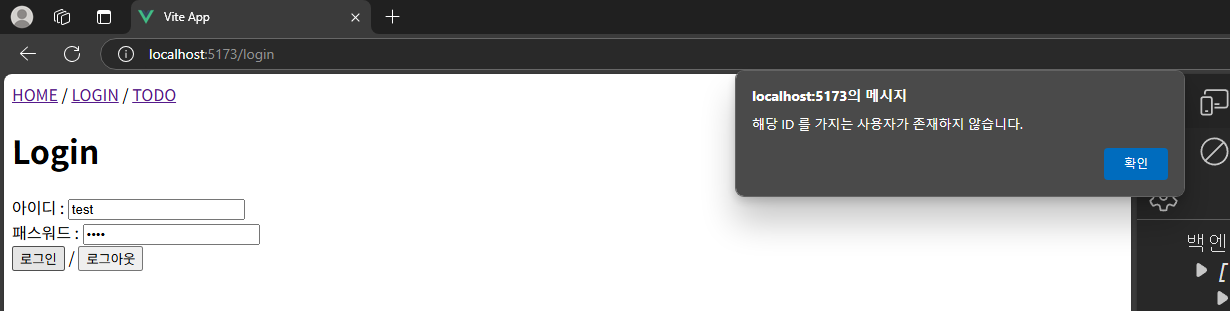 Vite App
localhost:5173/login
HOME / LOGIN / TODO
localhost:5173의 메시지
해당 ID 를 가지는 사용자가 존재하지 않습니다.
확인
Login
아이디 : test
패스워드 : ••••
로그인 / 로그아웃
백엔
[